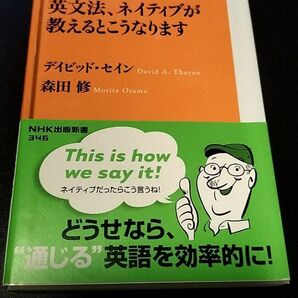 英文法、ネイティブが
教えるとこうなります
デイビッド・セイン David A. Thayne
森田 修 Morita Osamu
NHK出版新書
346
This is how
we say it!
ネイティブだったらこう言うね!
どうせなら、
“通じる”英語を効率的に!